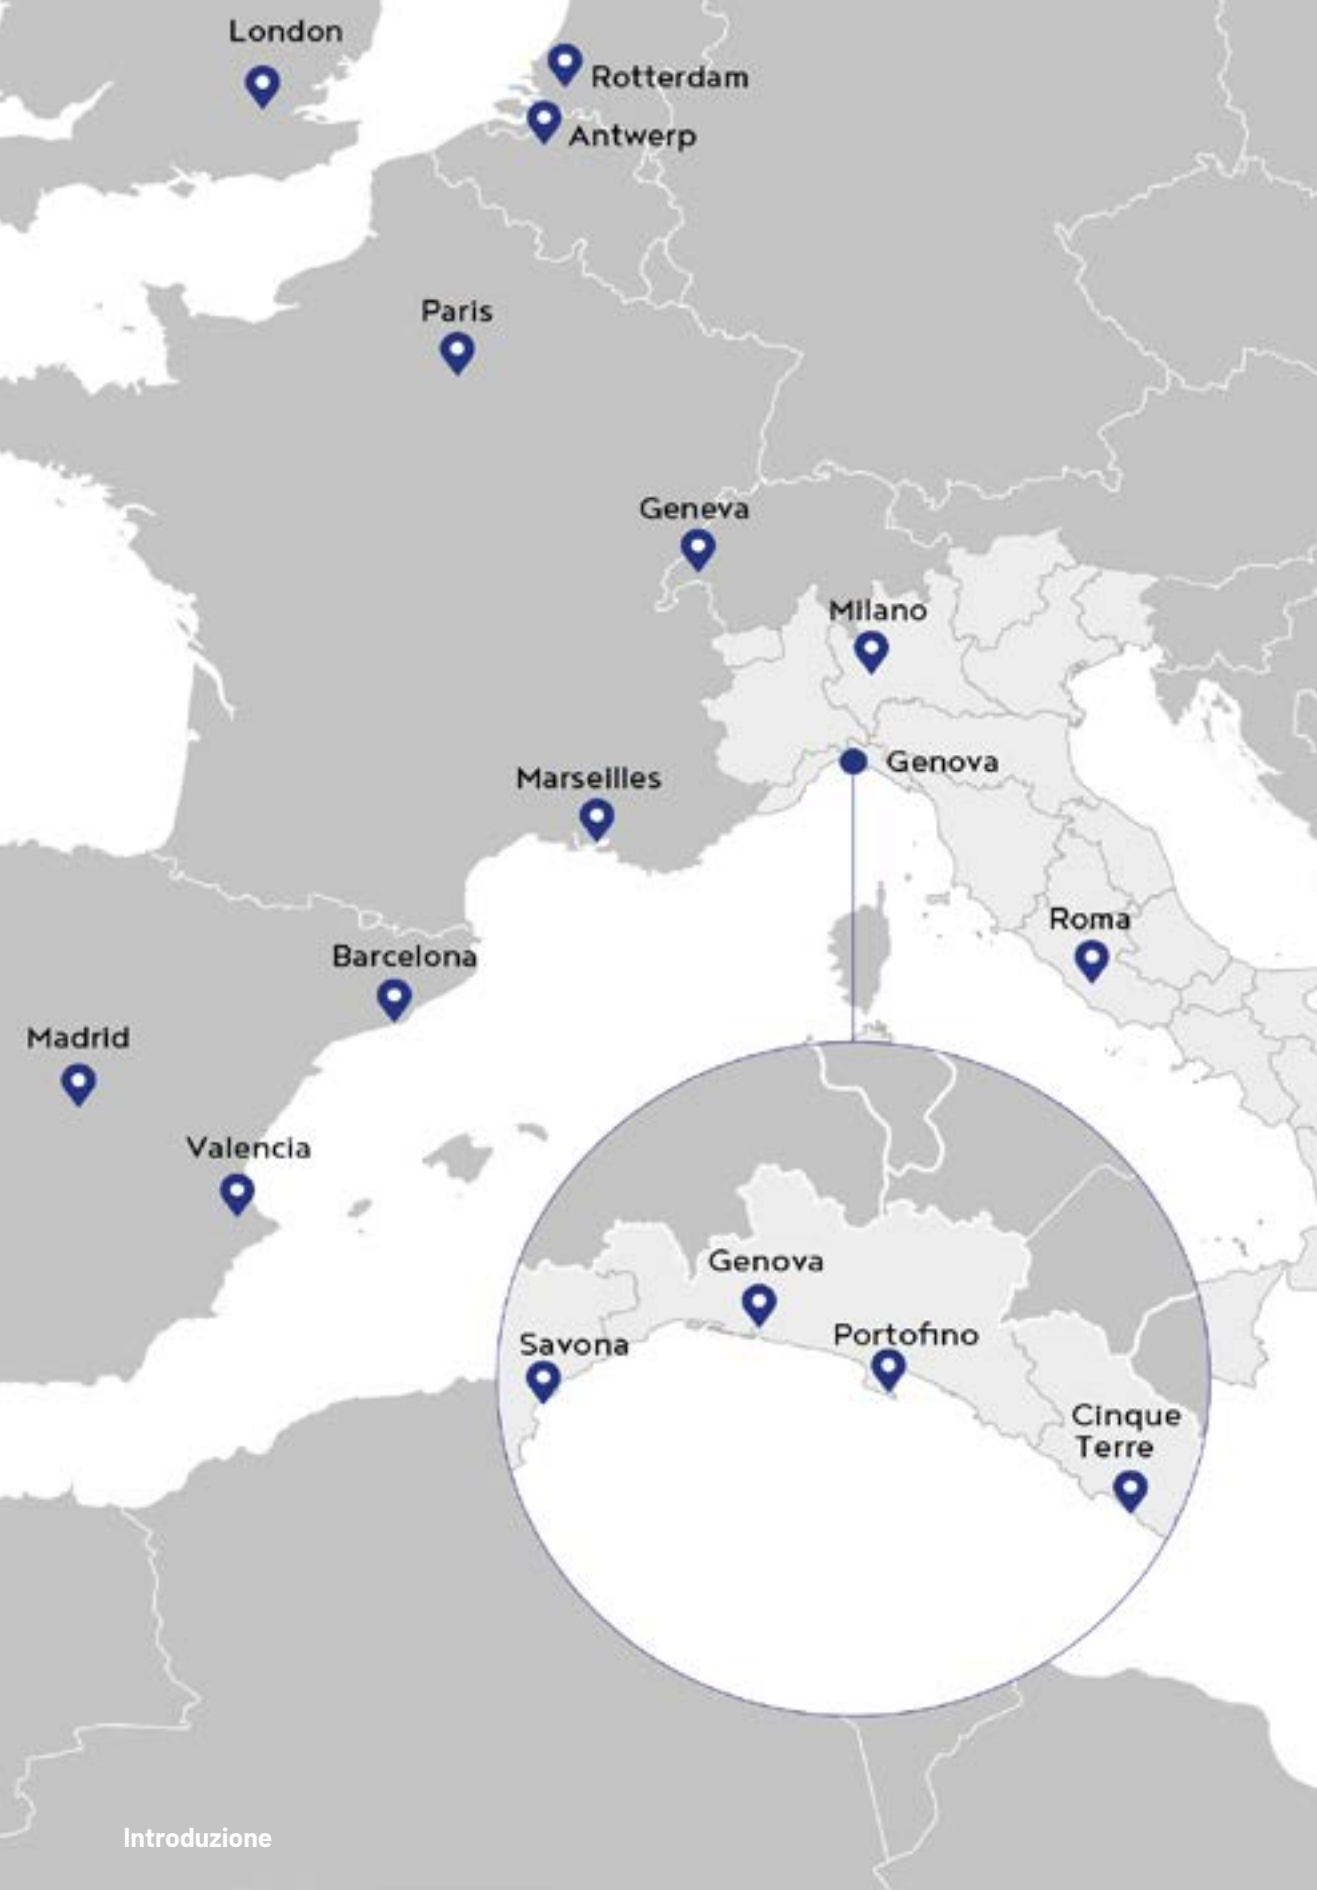 London
Rotterdam
Antwerp
Paris
Geneva
Milano
Genova
Marseilles
Roma
Barcelona
Madrid
Valencia
Genova
Portofino
Savona
Cinque
Terre
Introduzione